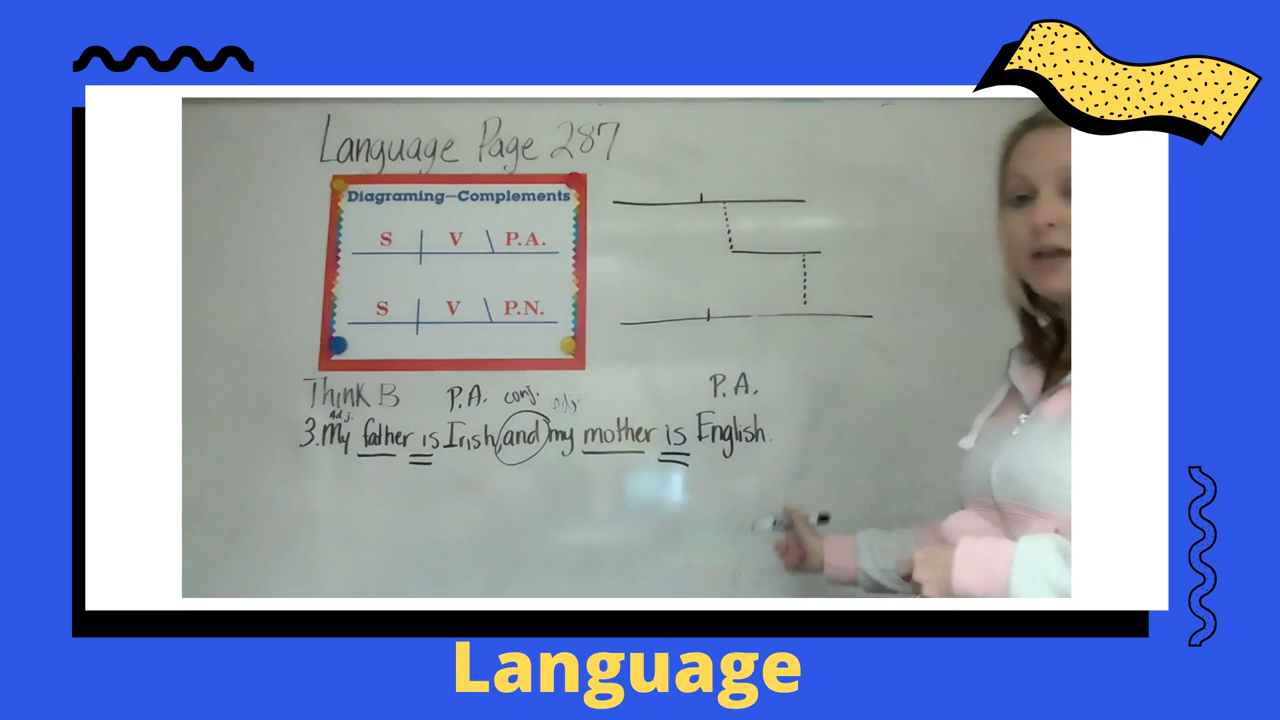 Language Page 287
Diagraming—Complements
S V P.A.
S V P.N.
Think B P.A. conj. adj. P.A.
Adj.
3. My father is Irish, and my mother is English.
Language